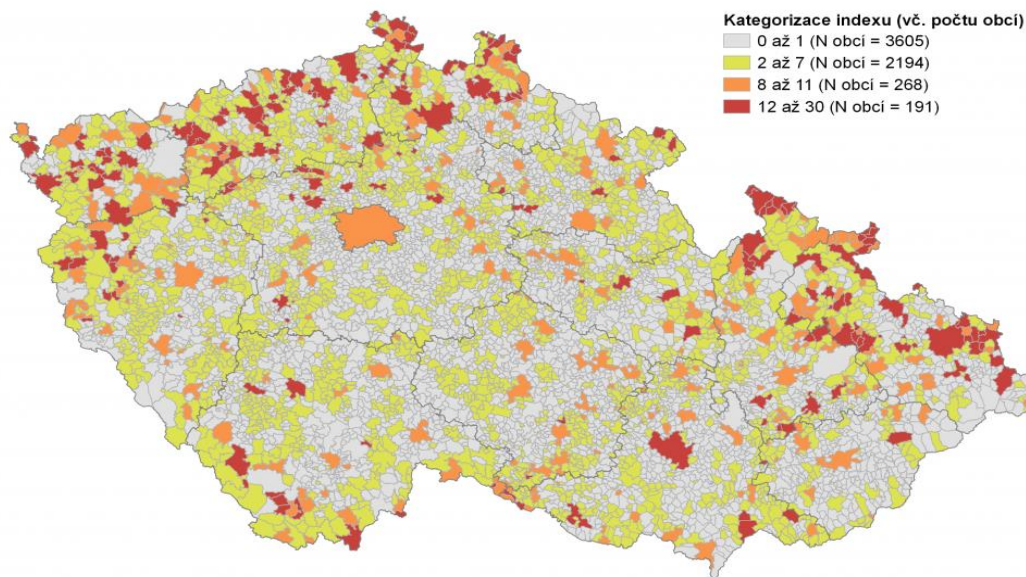 Kategorizace indexu (vč. počtu obcí)
0 až 1 (N obcí = 3605)
2 až 7 (N obcí = 2194)
8 až 11 (N obcí = 268)
12 až 30 (N obcí = 191)